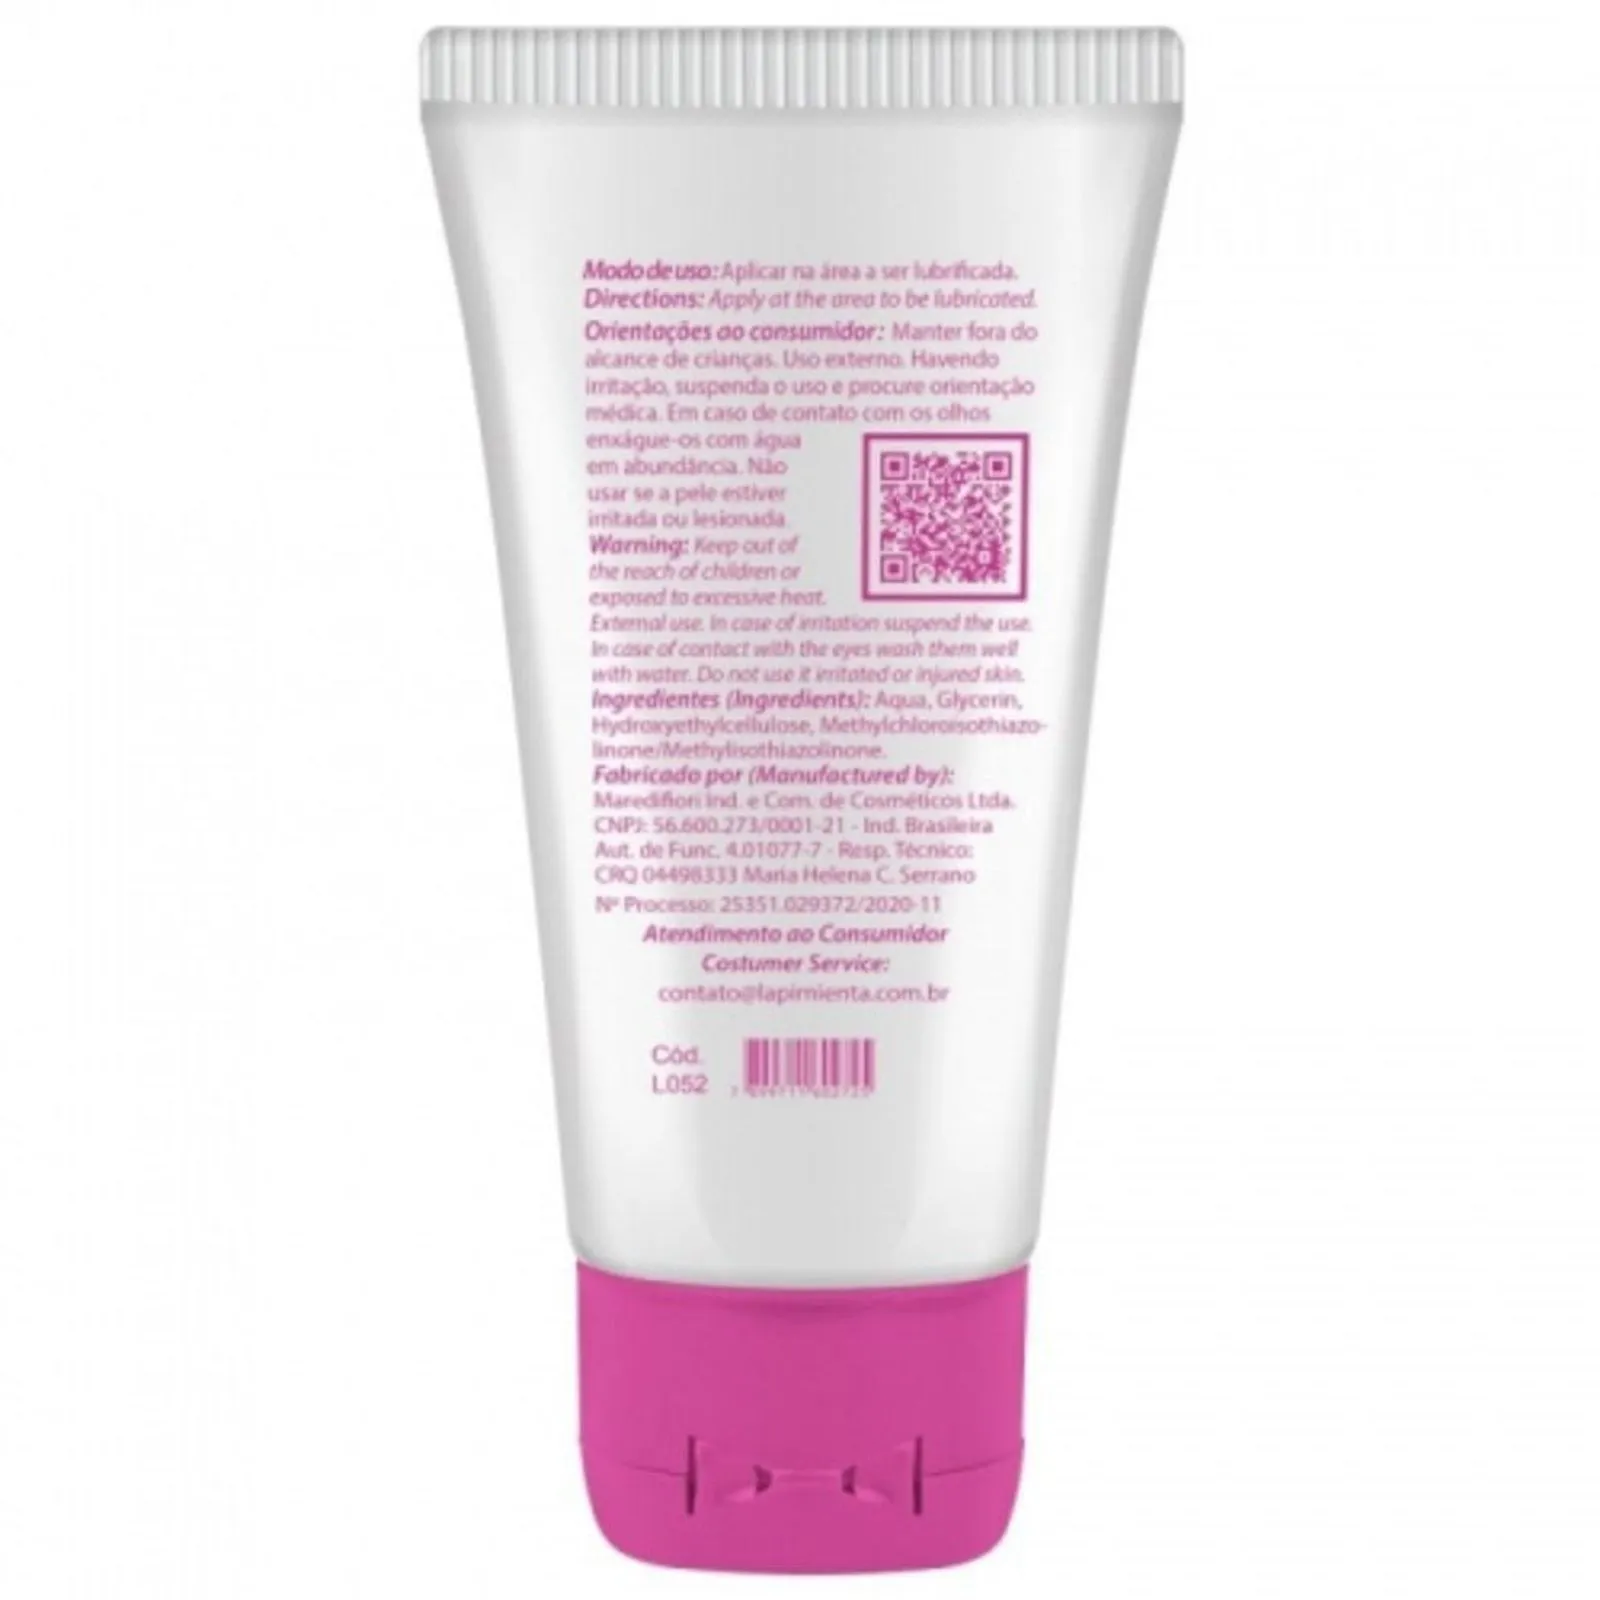 Modo de uso: Aplicar na área a ser lubrificada.
Directions: Apply at the area to be lubricated.
Orientações ao consumidor: Manter fora do
alcance de crianças. Uso externo. Havendo
irritação, suspenda o uso e procure orientação
médica. Em caso de contato com os olhos
enxágue-os com água
em abundância. Não
usar se a pele estiver
irritada ou lesionada
Warning: Keep out of
the reach of children or
exposed to excessive heat.
External use. In case of irritation suspend the use.
In case of contact with the eyes wash them well
with water. Do not use it irritated or injured skin.
Ingredientes (Ingredients): Aqua, Glycerin,
Hydroxyethylcellulose, Methylchloroisothiazo-
linone/Methylisothiazolinone.
Fabricado por (Manufactured by):
Maredifiori Ind. e Com. de Cosméticos Ltda.
CNPJ: 56.600.273/0001-21 - Ind. Brasileira
Aut. de Func. 4.01077-7 - Resp. Técnico:
CRQ 04498333 Maria Helena C. Serrano
Nº Processo: 25351.029372/2020-11
Atendimento ao Consumidor
Costumer Service:
contato@lapimienta.com.br
Cód.
L052